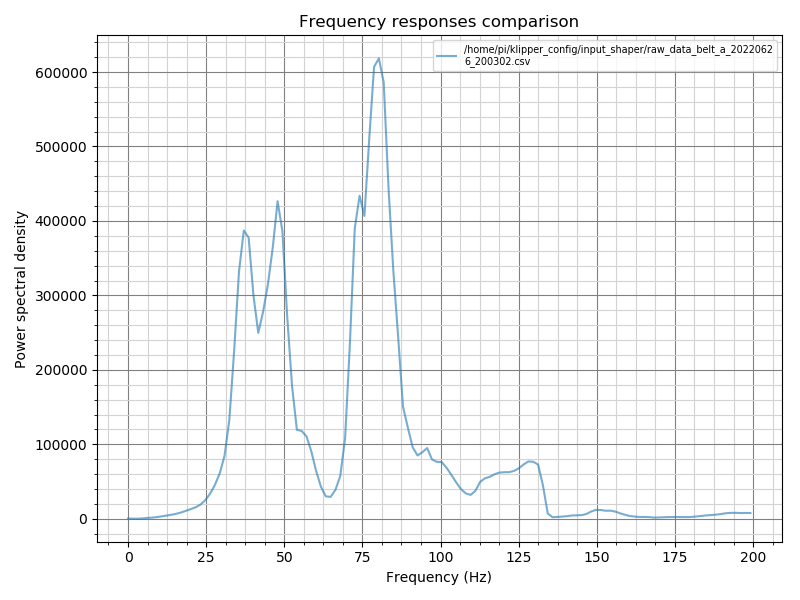 Frequency responses comparison
/home/pi/klipper_config/input_shaper/raw_data_belt_a_2022062
6_200302.csv
600000
500000
400000
300000
200000
100000
0
Power spectral density
0 25 50 75 100 125 150 175 200
Frequency (Hz)